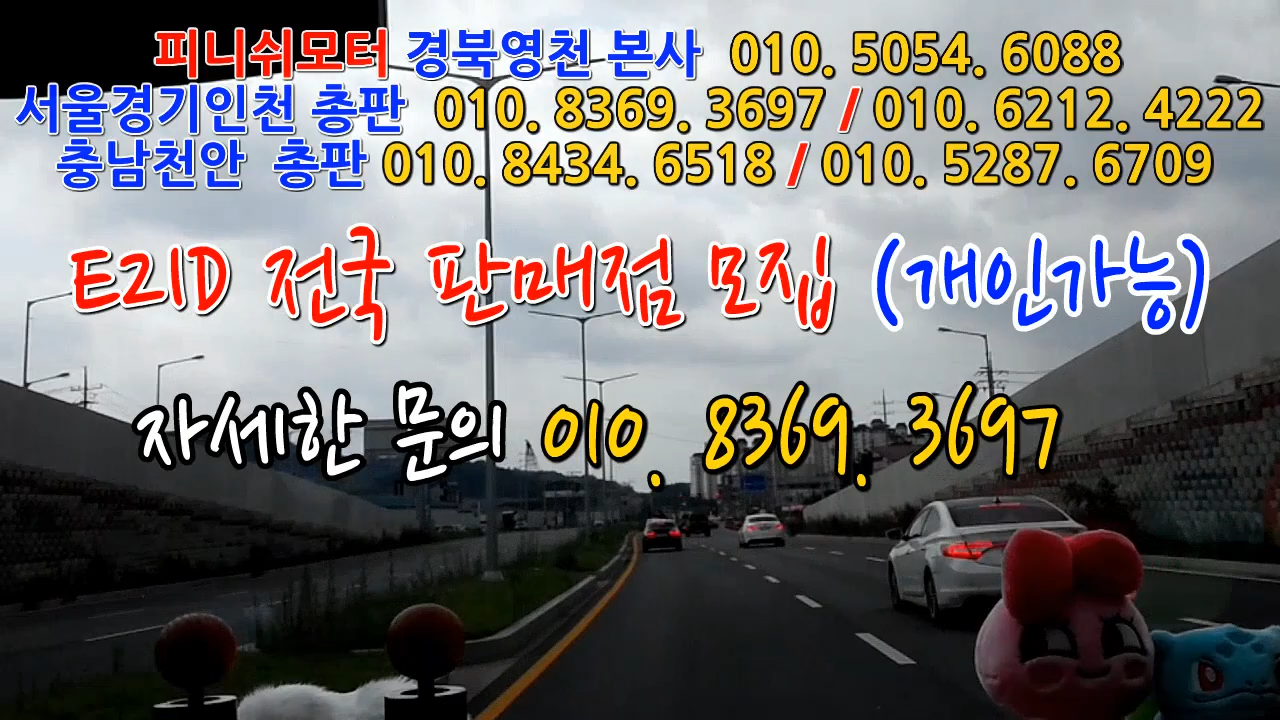 피니쉬모터 경북영천 본사 010. 5054. 6088
서울경기인천 총판 010. 8369. 3697 / 010. 6212. 4222
충남천안 총판 010. 8434. 6518 / 010. 5287. 6709
E21D 전국 판매점 모집 (개인가능)
자세한 문의 010. 8369. 3697